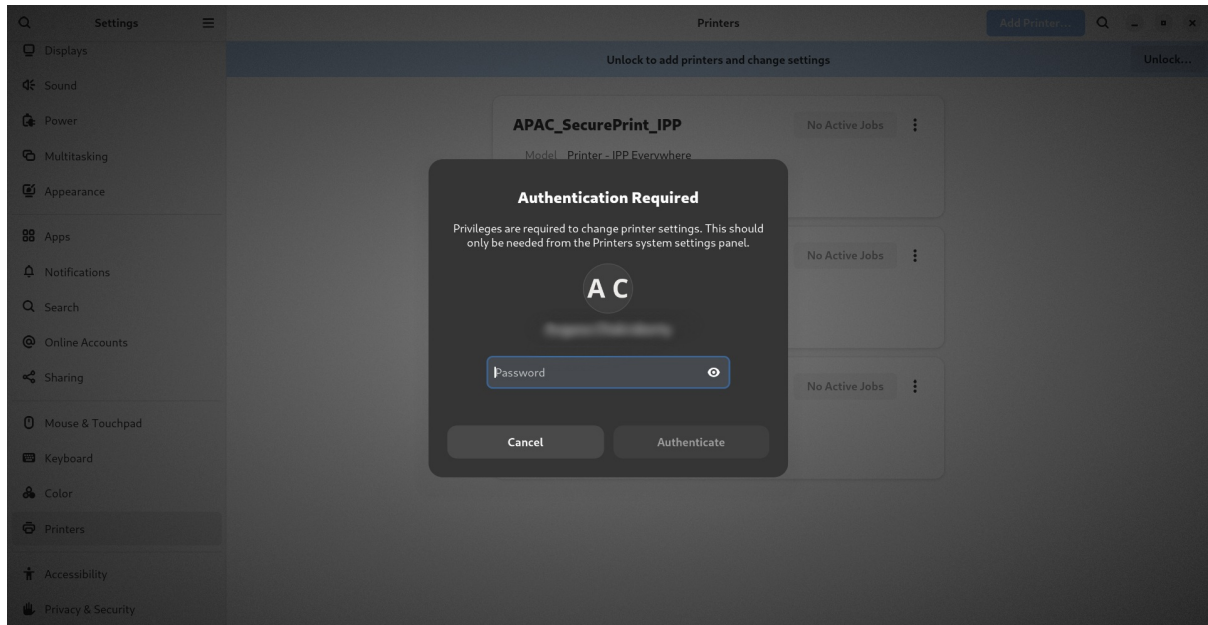 Settings
Printers
Add Printer...
Displays
Unlock to add printers and change settings
Unlock...
Sound
Power
Multitasking
Appearance
Apps
Notifications
Search
Online Accounts
Sharing
Mouse & Touchpad
Keyboard
Color
Printers
Accessibility
Privacy & Security
APAC_SecurePrint_IPP
No Active Jobs
Model Printer - IPP Everywhere
No Active Jobs
No Active Jobs
Authentication Required
Privileges are required to change printer settings. This should
only be needed from the Printers system settings panel.
A C
Password
Cancel
Authenticate